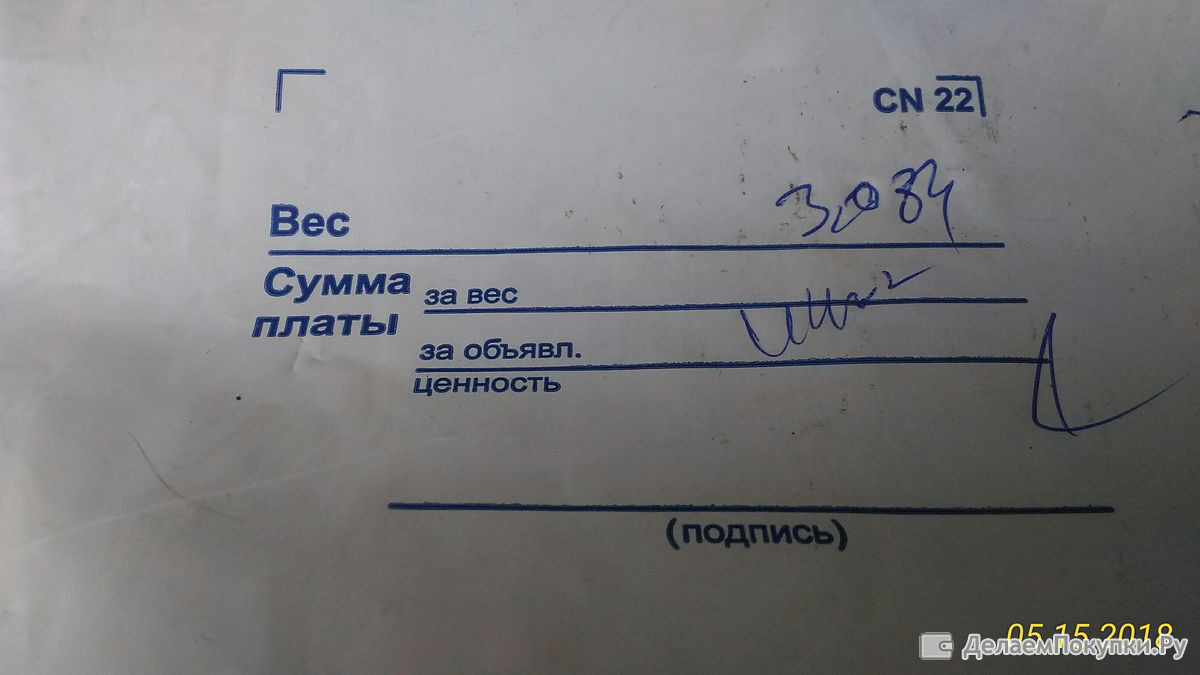 CN 22
Вес 3,084
Сумма платы за вес
за объявл. ценность
(подпись)
05.15.2018
ДелаемПокупки.Ру